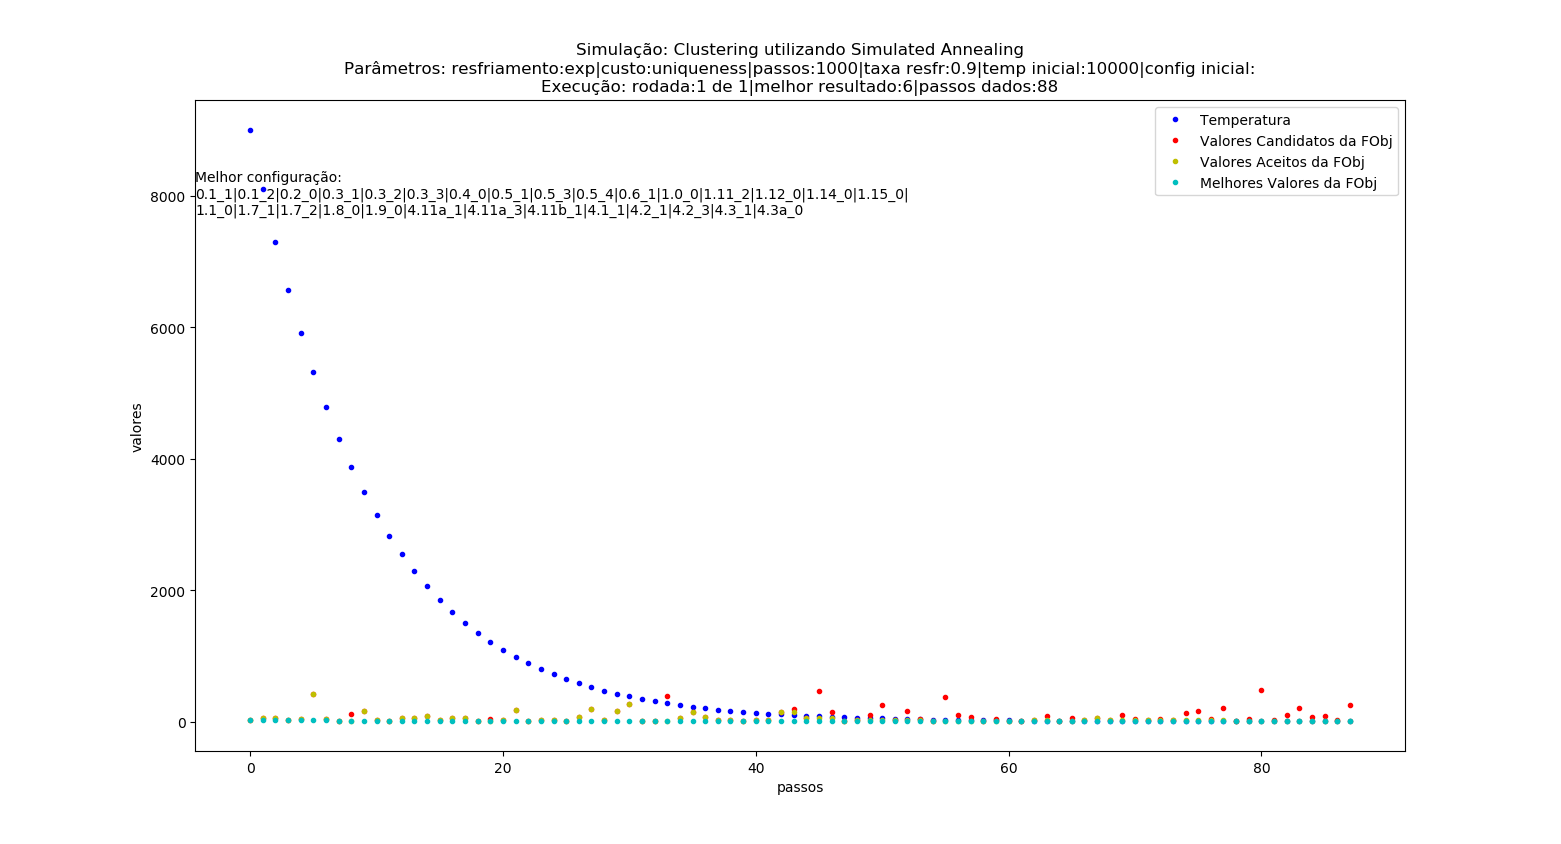 Simulação: Clustering utilizando Simulated Annealing
Parâmetros: resfriamento:exp|custo:uniqueness|passos:1000|taxa resfr:0.9|temp inicial:10000|config inicial:
Execução: rodada:1 de 1|melhor resultado:6|passos dados:88
Temperatura
Valores Candidatos da FObj
Valores Aceitos da FObj
Melhores Valores da FObj
Melhor configuração:
0.1_1|0.1_2|0.2_0|0.3_1|0.3_2|0.3_3|0.4_0|0.5_1|0.5_3|0.5_4|0.6_1|1.0_0|1.11_2|1.12_0|1.14_0|1.15_0|
1.1_0|1.7_1|1.7_2|1.8_0|1.9_0|4.11a_1|4.11a_3|4.11b_1|4.1_1|4.2_1|4.2_3|4.3_1|4.3a_0
8000
6000
4000
2000
0
valores
0 20 40 60 80
passos